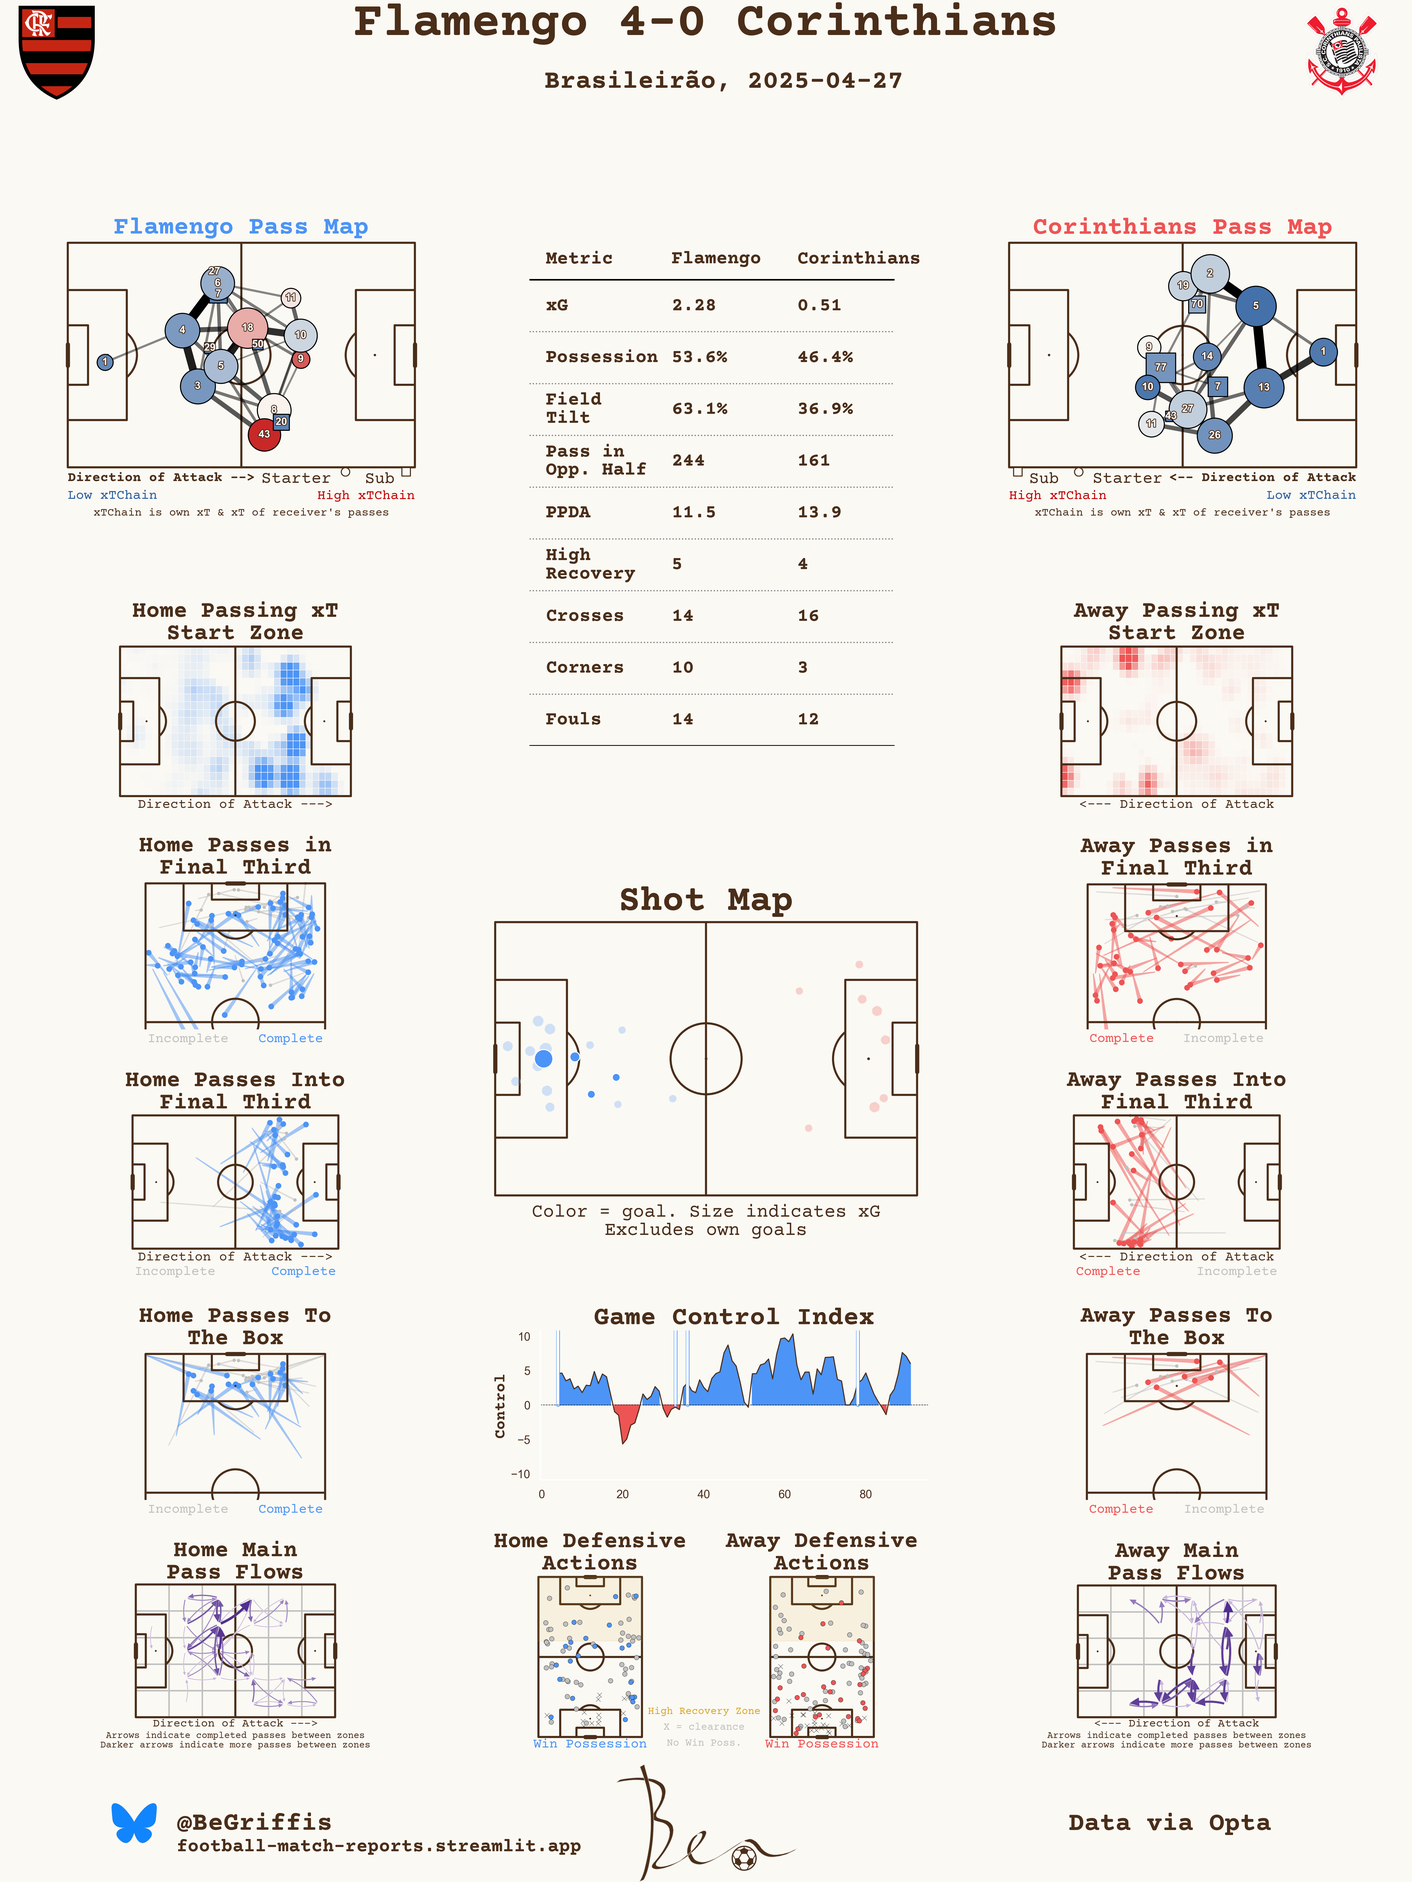 Flamengo 4-0 Corinthians
Brasileirão, 2025-04-27
Flamengo Pass Map
27
6
7
11
4
18
10
29
50
9
1
5
3
8
20
43
Direction of Attack --> Starter Sub
Low xTChain High xTChain
xTChain is own xT & xT of receiver's passes
Metric Flamengo Corinthians
xG 2.28 0.51
Possession 53.6% 46.4%
Field
Tilt 63.1% 36.9%
Pass in
Opp. Half 244 161
PPDA 11.5 13.9
High
Recovery 5 4
Crosses 14 16
Corners 10 3
Fouls 14 12
Corinthians Pass Map
2
19
70
5
9
14
1
77
10
7
13
27
43
11
26
Sub Starter <-- Direction of Attack
High xTChain Low xTChain
xTChain is own xT & xT of receiver's passes
Home Passing xT
Start Zone
Direction of Attack --->
Away Passing xT
Start Zone
<--- Direction of Attack
Home Passes in
Final Third
Incomplete Complete
Away Passes in
Final Third
Complete Incomplete
Shot Map
Color = goal. Size indicates xG
Excludes own goals
Home Passes Into
Final Third
Direction of Attack --->
Incomplete Complete
Away Passes Into
Final Third
<--- Direction of Attack
Complete Incomplete
Home Passes To
The Box
Incomplete Complete
Game Control Index
Control
10
5
0
−5
−10
0 20 40 60 80
Away Passes To
The Box
Complete Incomplete
Home Main
Pass Flows
Direction of Attack --->
Arrows indicate completed passes between zones
Darker arrows indicate more passes between zones
Home Defensive
Actions
Win Possession
High Recovery Zone
X = clearance
No Win Poss.
Away Defensive
Actions
Win Possession
Away Main
Pass Flows
<--- Direction of Attack
Arrows indicate completed passes between zones
Darker arrows indicate more passes between zones
@BeGriffis
football-match-reports.streamlit.app
Ben
Data via Opta